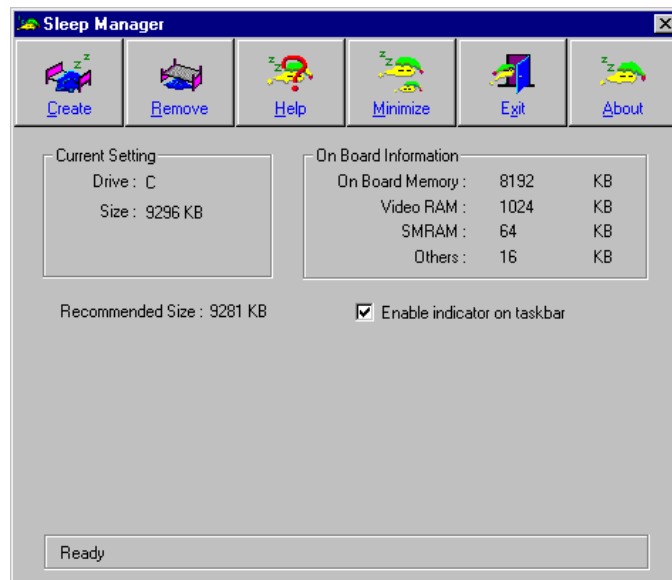 Sleep Manager
Create Remove Help Minimize Exit About
Current Setting
Drive : C
Size : 9296 KB
On Board Information
On Board Memory : 8192 KB
Video RAM : 1024 KB
SMRAM : 64 KB
Others : 16 KB
Recommended Size : 9281 KB
Enable indicator on taskbar
Ready